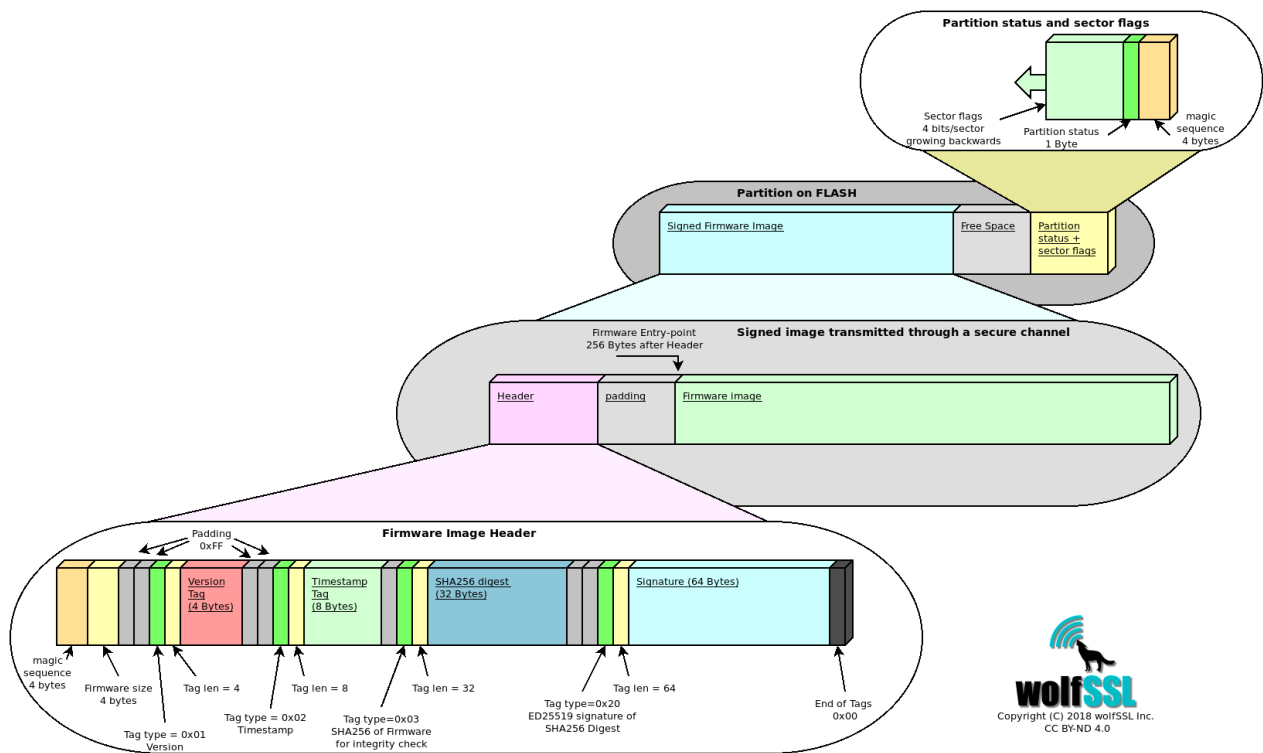 Partition status and sector flags
Sector flags
4 bits/sector
growing backwards
Partition status
1 Byte
magic
sequence
4 bytes
Partition on FLASH
Signed Firmware Image
Free Space
Partition
status +
sector flags
Firmware Entry-point
256 Bytes after Header
Signed image transmitted through a secure channel
Header
padding
Firmware image
Firmware Image Header
Padding
0xFF
Version
Tag
(4 Bytes)
Timestamp
Tag
(8 Bytes)
SHA256 digest
(32 Bytes)
Signature (64 Bytes)
magic
sequence
4 bytes
Firmware size
4 bytes
Tag type = 0x01
Version
Tag len = 4
Tag type = 0x02
Timestamp
Tag len = 8
Tag type=0x03
SHA256 of Firmware
for integrity check
Tag len = 32
Tag type=0x20
ED25519 signature of
SHA256 Digest
Tag len = 64
End of Tags
0x00
wolfSSL
Copyright (C) 2018 wolfSSL Inc.
CC BY-ND 4.0